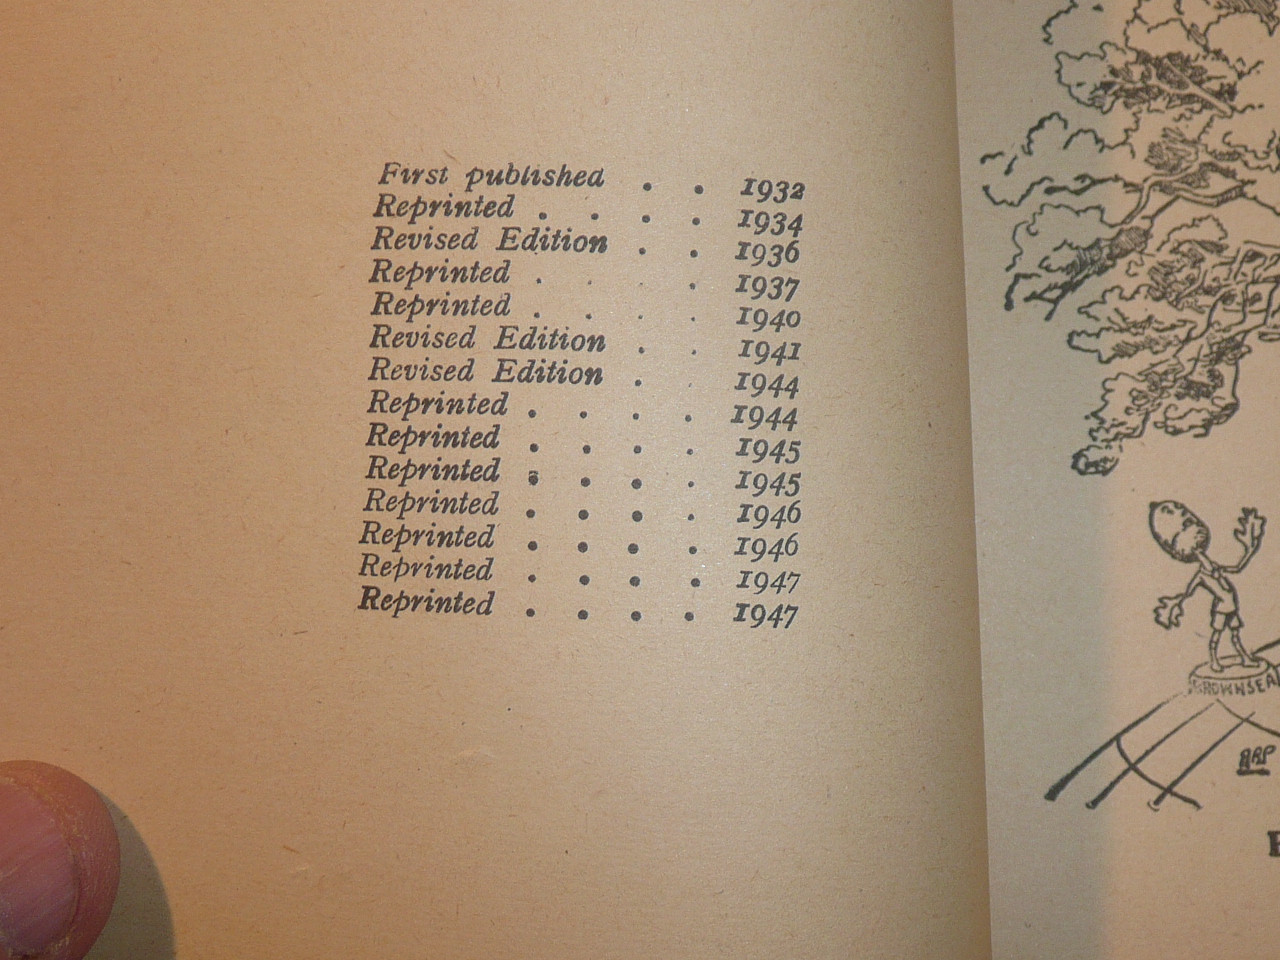 First published . . 1932
Reprinted . . . . 1934
Revised Edition . . 1936
Reprinted . . . 1937
Reprinted . . . . 1940
Revised Edition . . 1941
Revised Edition . . 1944
Reprinted . . . . 1944
Reprinted . . . . 1945
Reprinted . . . . 1945
Reprinted . . . . 1946
Reprinted . . . . 1946
Reprinted . . . . 1947
Reprinted . . . . 1947
BROWNSEA